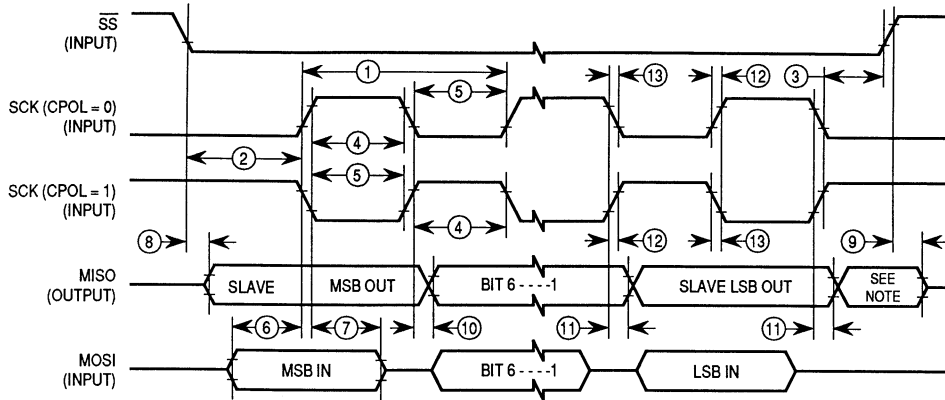 SS
(INPUT)
1
13
12
3
5
SCK (CPOL = 0)
(INPUT)
4
2
5
SCK (CPOL = 1)
(INPUT)
4
12
13
8
9
MISO
(OUTPUT)
SLAVE MSB OUT
BIT 6 - - - - 1
SLAVE LSB OUT
SEE
NOTE
6
7
10
11
11
MOSI
(INPUT)
MSB IN
BIT 6 - - - - 1
LSB IN